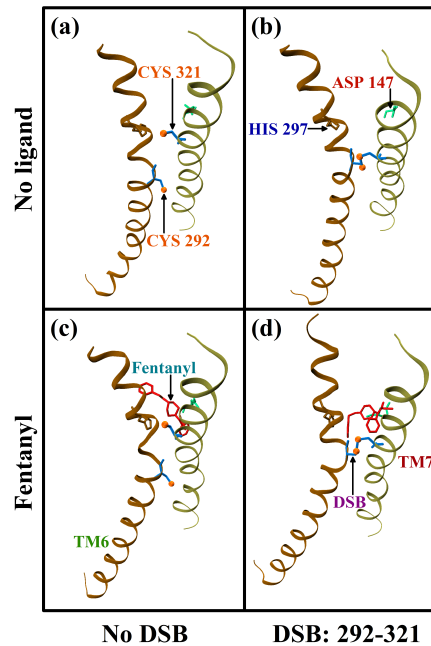 (a)
CYS 321
CYS 292
(b)
ASP 147
HIS 297
No ligand
(c)
Fentanyl
TM6
(d)
TM7
DSB
Fentanyl
No DSB
DSB: 292-321